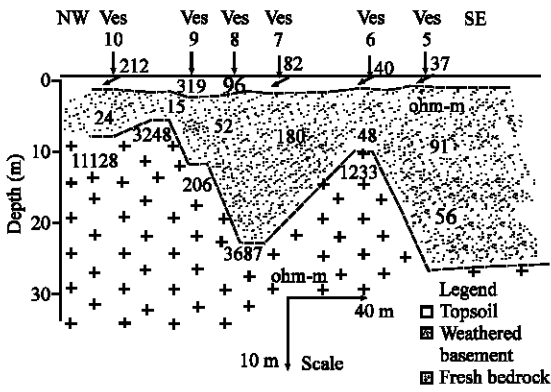 NW Ves Ves Ves Ves Ves Ves SE
10 9 8 7 6 5
212 82 40 37
0 319 96
ohm-m
15
24 52
3248 180 48 91
10 11128
1233
206
56
20
3687
ohm-m
30
Depth (m)
40 m
10 m Scale
Legend
Topsoil
Weathered
basement
Fresh bedrock